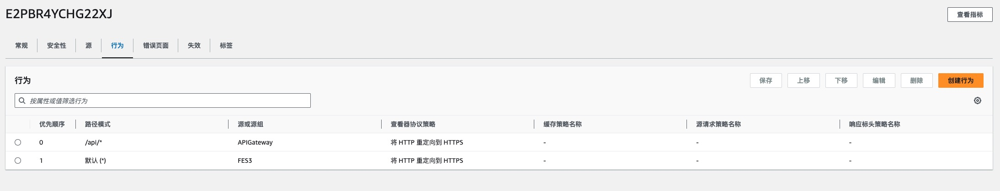 E2PBR4YCHG22XJ
查看指标
常规 安全性 源 行为 错误页面 失效 标签
行为
保存 上移 下移 编辑 删除 创建行为
按属性或值筛选行为
优先顺序 路径模式 源或源组 查看器协议策略 缓存策略名称 源请求策略名称 响应标头策略名称
0 /api/* APIGateway 将 HTTP 重定向到 HTTPS - - -
1 默认 (*) FES3 将 HTTP 重定向到 HTTPS - - -